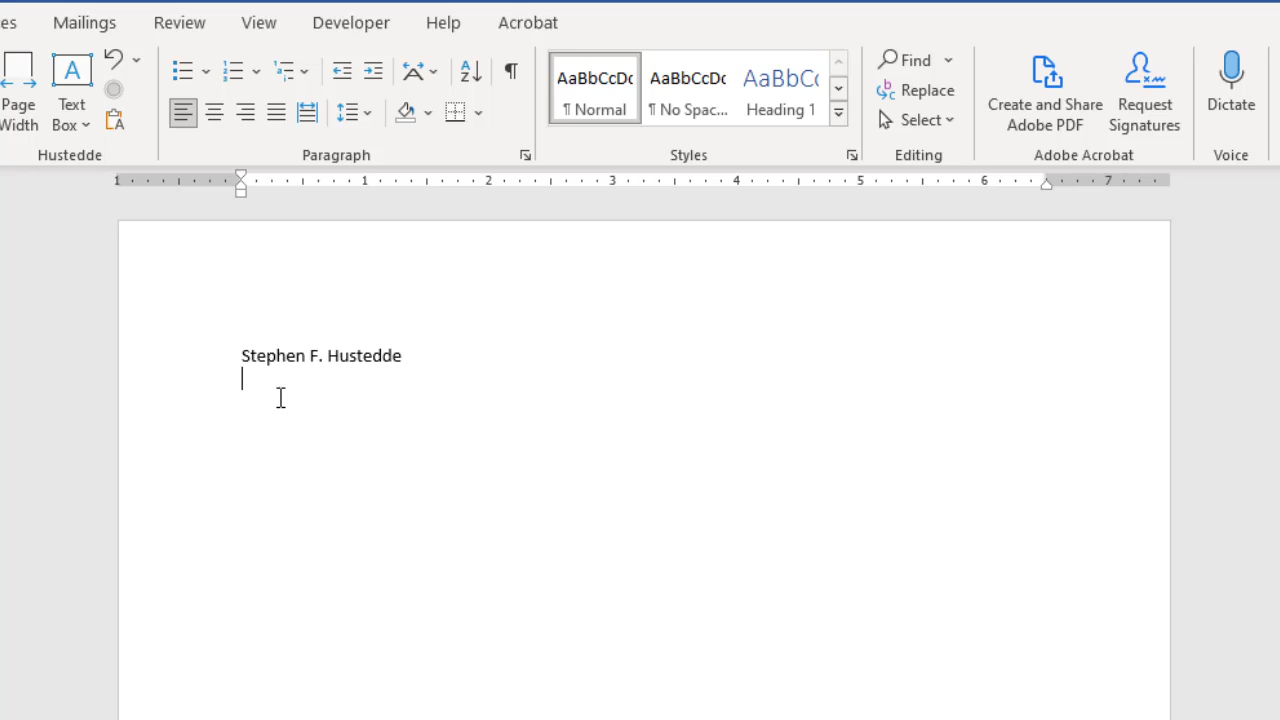 es Mailings Review View Developer Help Acrobat
Page Width
Text Box
Hustedde
Paragraph
AaBbCcDc AaBbCcDc AaBbCc
¶ Normal ¶ No Spac... Heading 1
Styles
Find
Replace
Select
Editing
Create and Share Adobe PDF
Request Signatures
Adobe Acrobat
Dictate
Voice
1 1 2 3 4 5 6 7
Stephen F. Hustedde